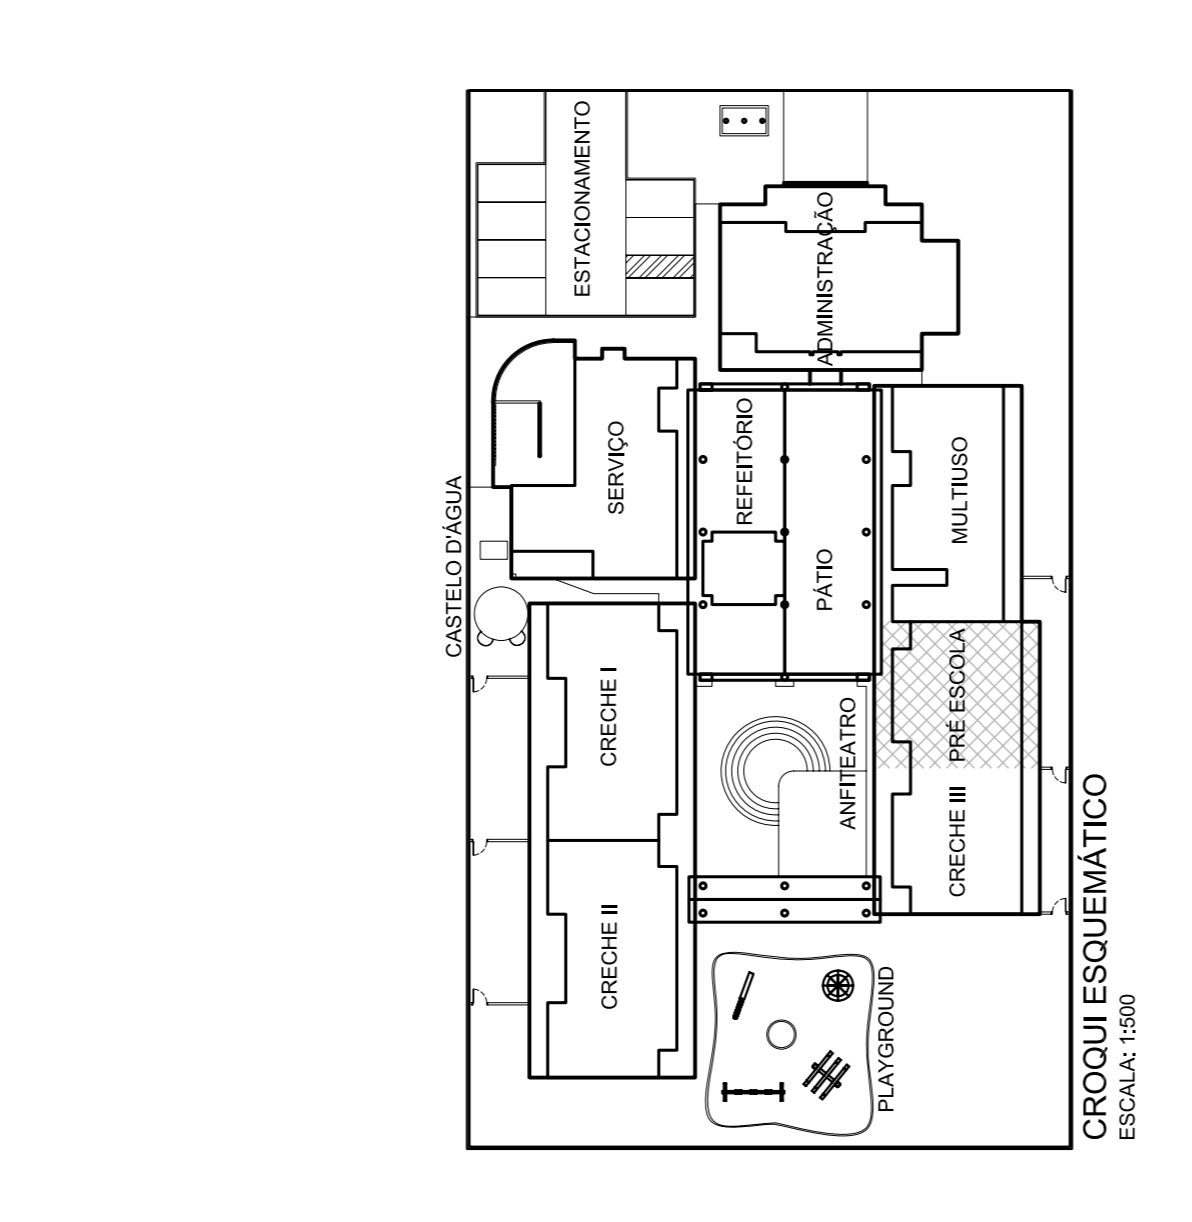 ESTACIONAMENTO
ADMINISTRAÇÃO
CASTELO D'ÁGUA
SERVIÇO
REFEITÓRIO
PÁTIO
MULTIUSO
CRECHE I
CRECHE II
ANFITEATRO
PRÉ ESCOLA
CRECHE III
PLAYGROUND
CROQUI ESQUEMÁTICO
ESCALA: 1:500